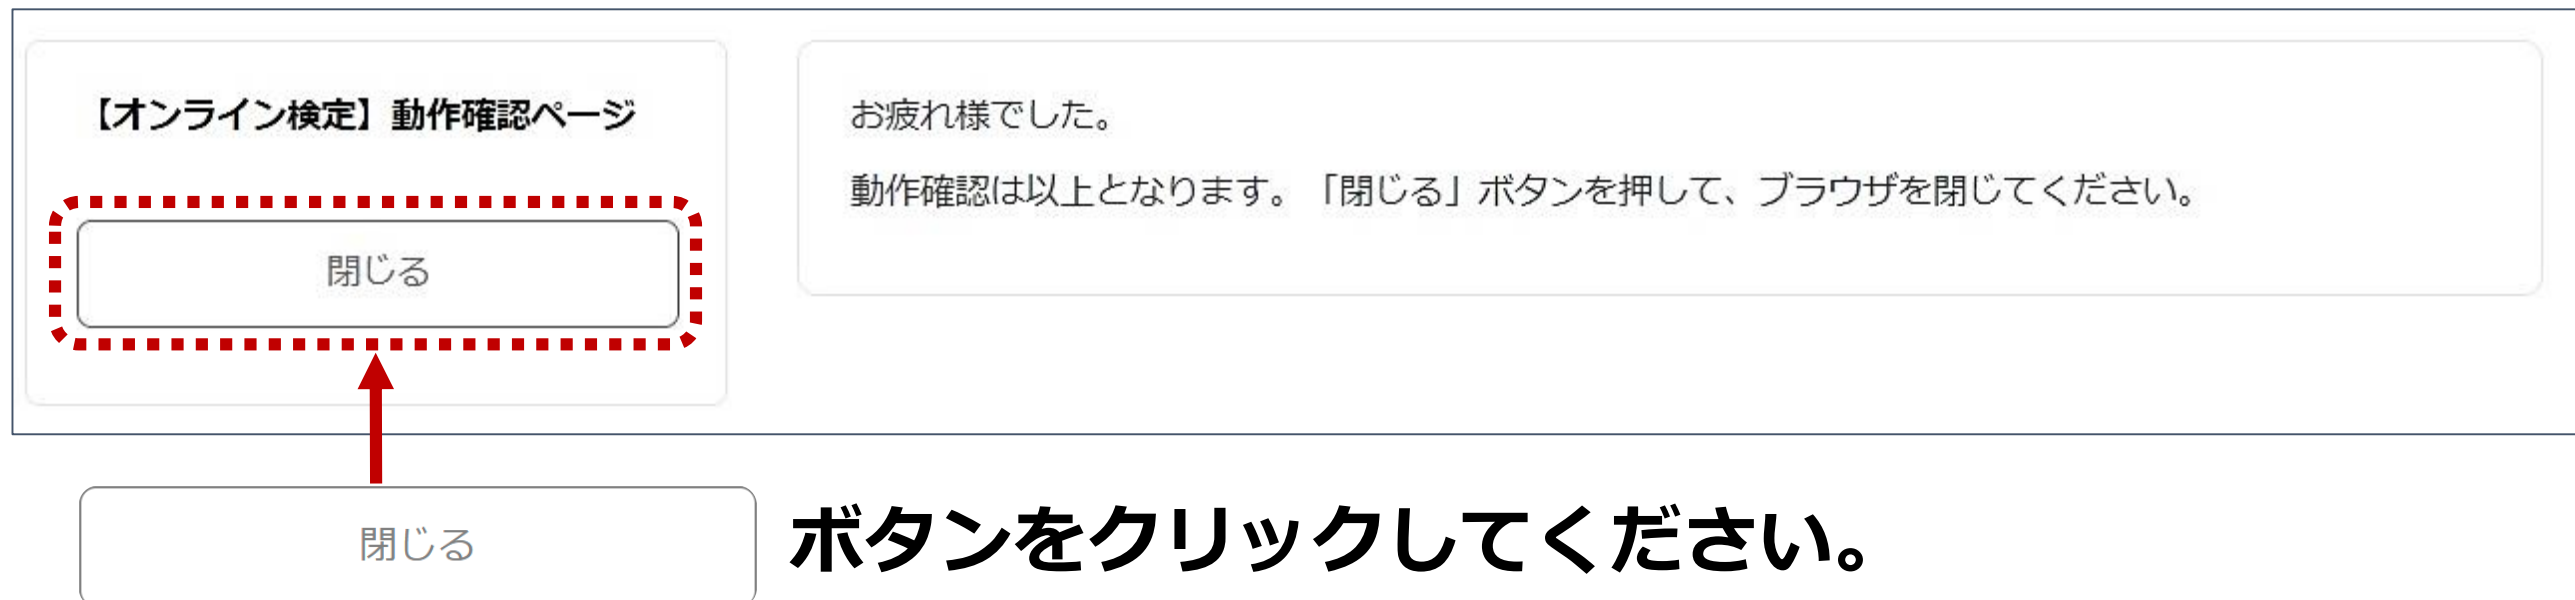 【オンライン検定】動作確認ページ
閉じる
お疲れ様でした。
動作確認は以上となります。「閉じる」ボタンを押して、ブラウザを閉じてください。
閉じる ボタンをクリックしてください。